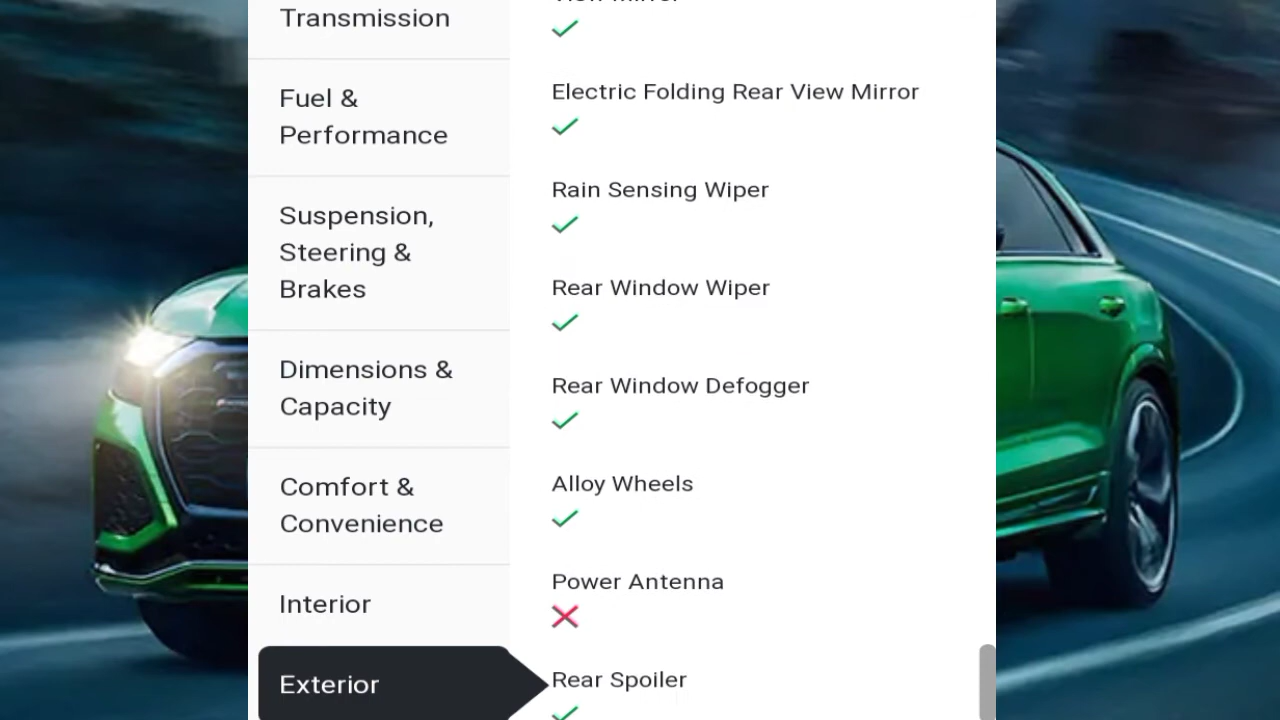 Transmission
Fuel &
Performance
Suspension,
Steering &
Brakes
Dimensions &
Capacity
Comfort &
Convenience
Interior
Exterior
Electric Folding Rear View Mirror
Rain Sensing Wiper
Rear Window Wiper
Rear Window Defogger
Alloy Wheels
Power Antenna
Rear Spoiler